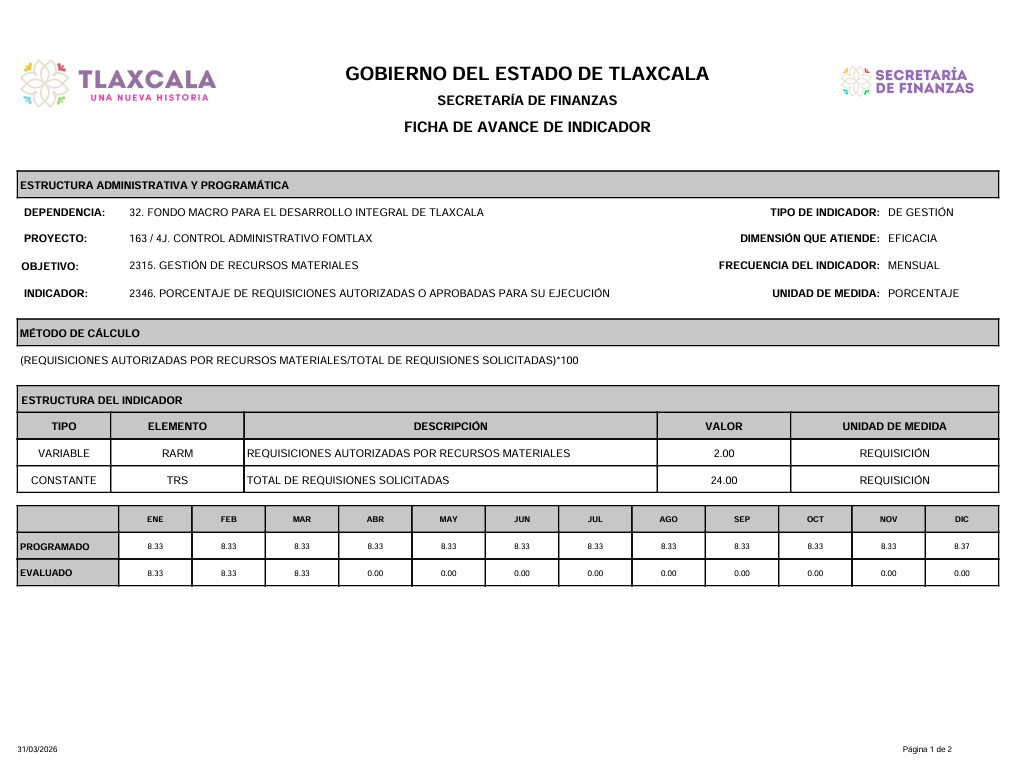 TLAXCALA
UNA NUEVA HISTORIA
GOBIERNO DEL ESTADO DE TLAXCALA
SECRETARÍA DE FINANZAS
FICHA DE AVANCE DE INDICADOR
SECRETARÍA
DE FINANZAS
ESTRUCTURA ADMINISTRATIVA Y PROGRAMÁTICA
DEPENDENCIA: 32. FONDO MACRO PARA EL DESARROLLO INTEGRAL DE TLAXCALA TIPO DE INDICADOR: DE GESTIÓN
PROYECTO: 163 / 4J. CONTROL ADMINISTRATIVO FOMTLAX DIMENSIÓN QUE ATIENDE: EFICACIA
OBJETIVO: 2315. GESTIÓN DE RECURSOS MATERIALES FRECUENCIA DEL INDICADOR: MENSUAL
INDICADOR: 2346. PORCENTAJE DE REQUISICIONES AUTORIZADAS O APROBADAS PARA SU EJECUCIÓN UNIDAD DE MEDIDA: PORCENTAJE
MÉTODO DE CÁLCULO
(REQUISICIONES AUTORIZADAS POR RECURSOS MATERIALES/TOTAL DE REQUISIONES SOLICITADAS)*100
ESTRUCTURA DEL INDICADOR
TIPO ELEMENTO DESCRIPCIÓN VALOR UNIDAD DE MEDIDA
VARIABLE RARM REQUISICIONES AUTORIZADAS POR RECURSOS MATERIALES 2.00 REQUISICIÓN
CONSTANTE TRS TOTAL DE REQUISIONES SOLICITADAS 24.00 REQUISICIÓN
ENE FEB MAR ABR MAY JUN JUL AGO SEP OCT NOV DIC
PROGRAMADO 8.33 8.33 8.33 8.33 8.33 8.33 8.33 8.33 8.33 8.33 8.33 8.37
EVALUADO 8.33 8.33 8.33 0.00 0.00 0.00 0.00 0.00 0.00 0.00 0.00 0.00
31/03/2026 Página 1 de 2